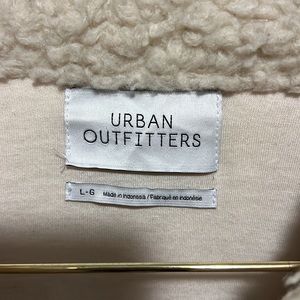 URBAN
OUTFITTERS
L-G Made in Indonesia / Fabriqué en Indonésie